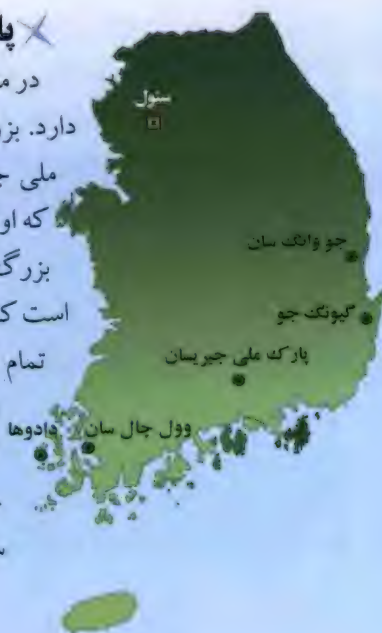 پا
در م
سئول
دارد. بز
ملی ج
که او
جو وانگ سان
بزرگ
است ک
گیونگ جو
تمام
پارک ملی جیریسان
وول چال سان
دادوها